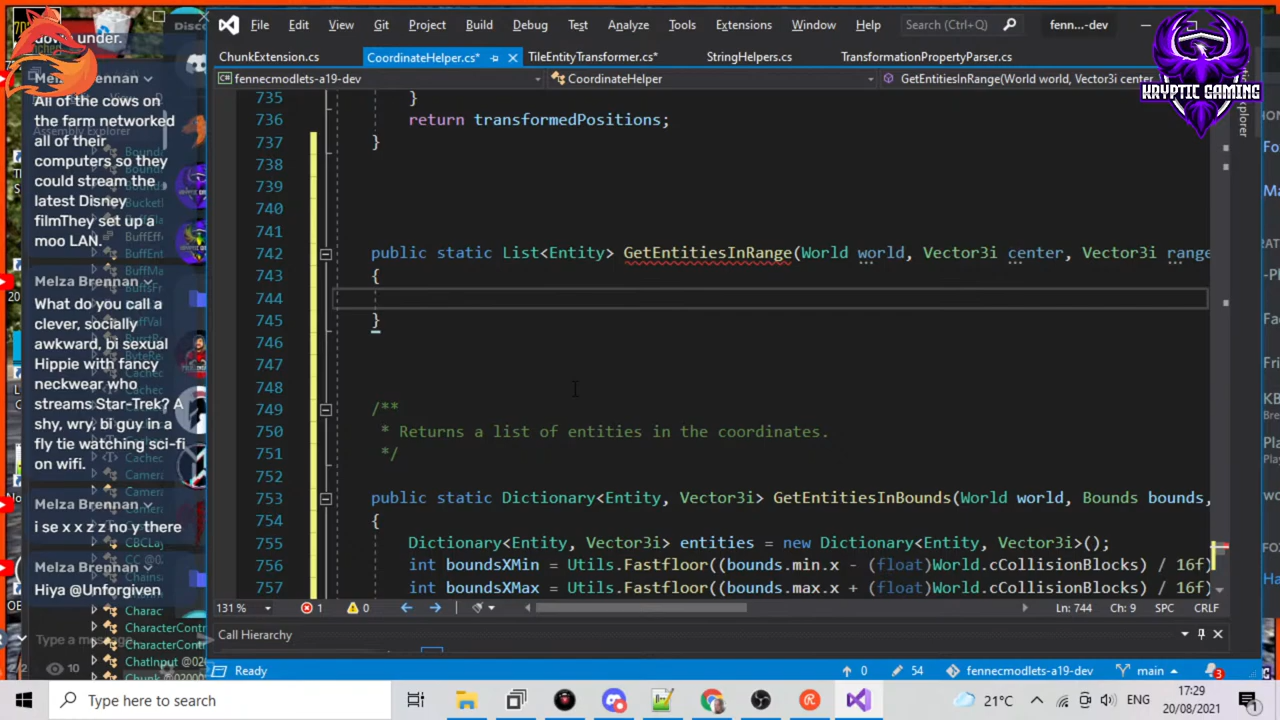 File Edit View Git Project Build Debug Test Analyze Tools Extensions Window Help Search (Ctrl+Q) fenn...-dev
KRYPTIC GAMING
ChunkExtension.cs CoordinateHelper.cs* TileEntityTransformer.cs* StringHelpers.cs TransformationPropertyParser.cs
fennecmodlets-a19-dev CoordinateHelper GetEntitiesInRange(World world, Vector3i center
under.
Melza Brennan
All of the cows on
the farm networked
all of their
computers so they
could stream the
latest Disney
filmThey set up a
moo LAN.
Melza Brennan
What do you call a
clever, socially
awkward, bi sexual
Hippie with fancy
neckwear who
streams Star-Trek? A
shy, wry, bi guy in a
fly tie watching sci-fi
on wifi.
Melza Brennan
i se x x z z no y there
Melza Brennan
Hiya @Unforgiven
Type a message
10
735 }
736 return transformedPositions;
737 }
738
739
740
741
742 public static List<Entity> GetEntitiesInRange(World world, Vector3i center, Vector3i range
743 {
744
745 }
746
747
748
749 /**
750 * Returns a list of entities in the coordinates.
751 */
752
753 public static Dictionary<Entity, Vector3i> GetEntitiesInBounds(World world, Bounds bounds,
754 {
755 Dictionary<Entity, Vector3i> entities = new Dictionary<Entity, Vector3i>();
756 int boundsXMin = Utils.Fastfloor((bounds.min.x - (float)World.cCollisionBlocks) / 16f)
757 int boundsXMax = Utils.Fastfloor((bounds.max.x + (float)World.cCollisionBlocks) / 16f)
131 % 1 0 Ln: 744 Ch: 9 SPC CRLF
Call Hierarchy
Ready 0 54 fennecmodlets-a19-dev main 3
Type here to search 21°C ENG 17:29
20/08/2021